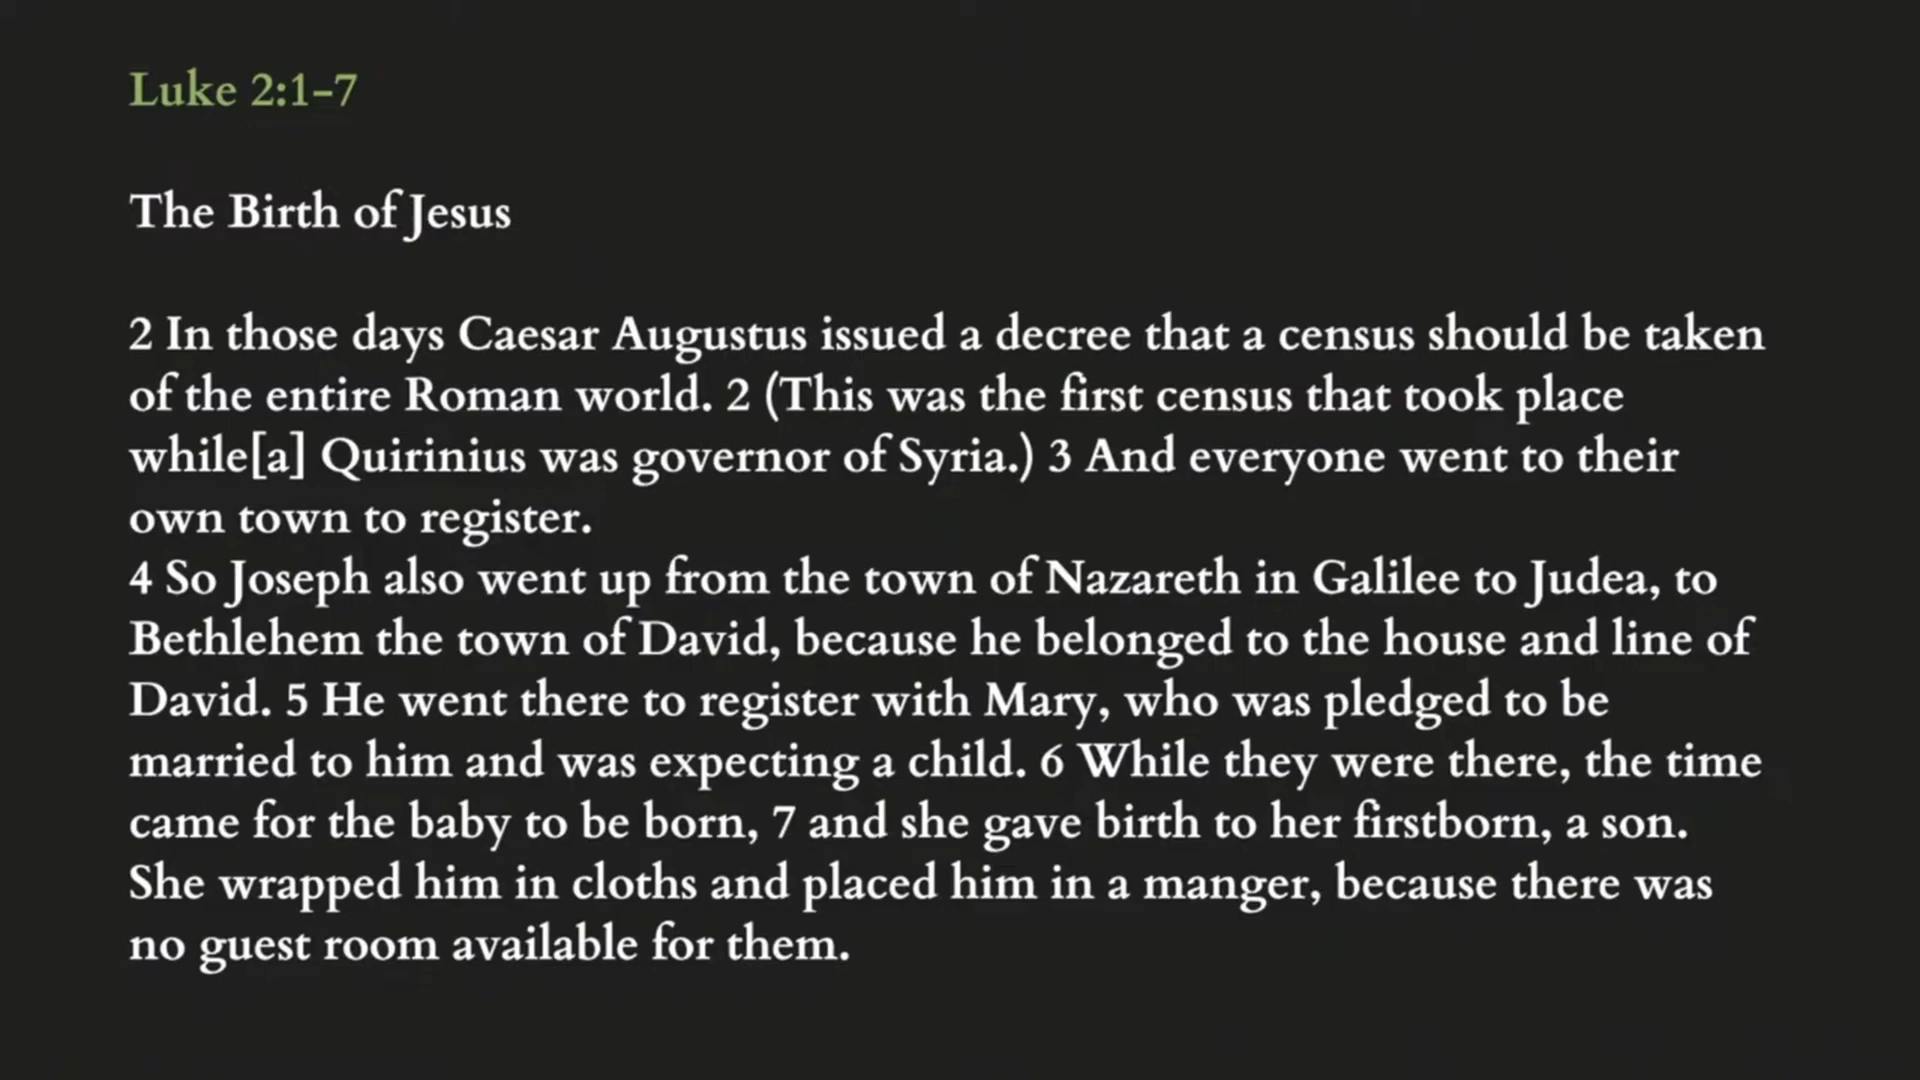 Luke 2:1–7
The Birth of Jesus
2 In those days Caesar Augustus issued a decree that a census should be taken
of the entire Roman world. 2 (This was the first census that took place
while[a] Quirinius was governor of Syria.) 3 And everyone went to their
own town to register.
4 So Joseph also went up from the town of Nazareth in Galilee to Judea, to
Bethlehem the town of David, because he belonged to the house and line of
David. 5 He went there to register with Mary, who was pledged to be
married to him and was expecting a child. 6 While they were there, the time
came for the baby to be born, 7 and she gave birth to her firstborn, a son.
She wrapped him in cloths and placed him in a manger, because there was
no guest room available for them.